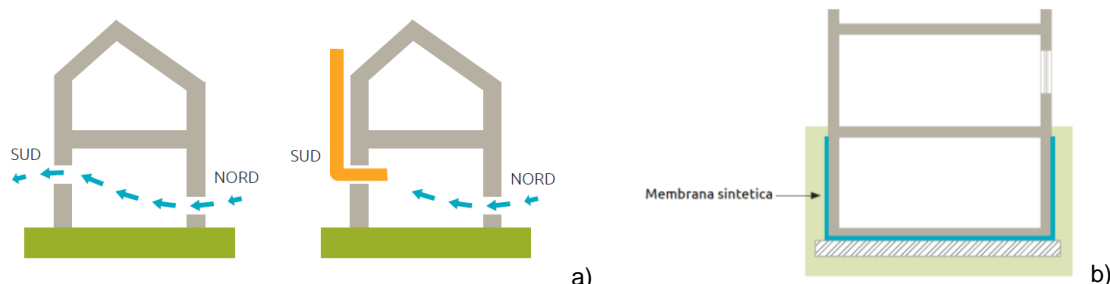 SUD
NORD
SUD
NORD
a)
Membrana sintetica
b)